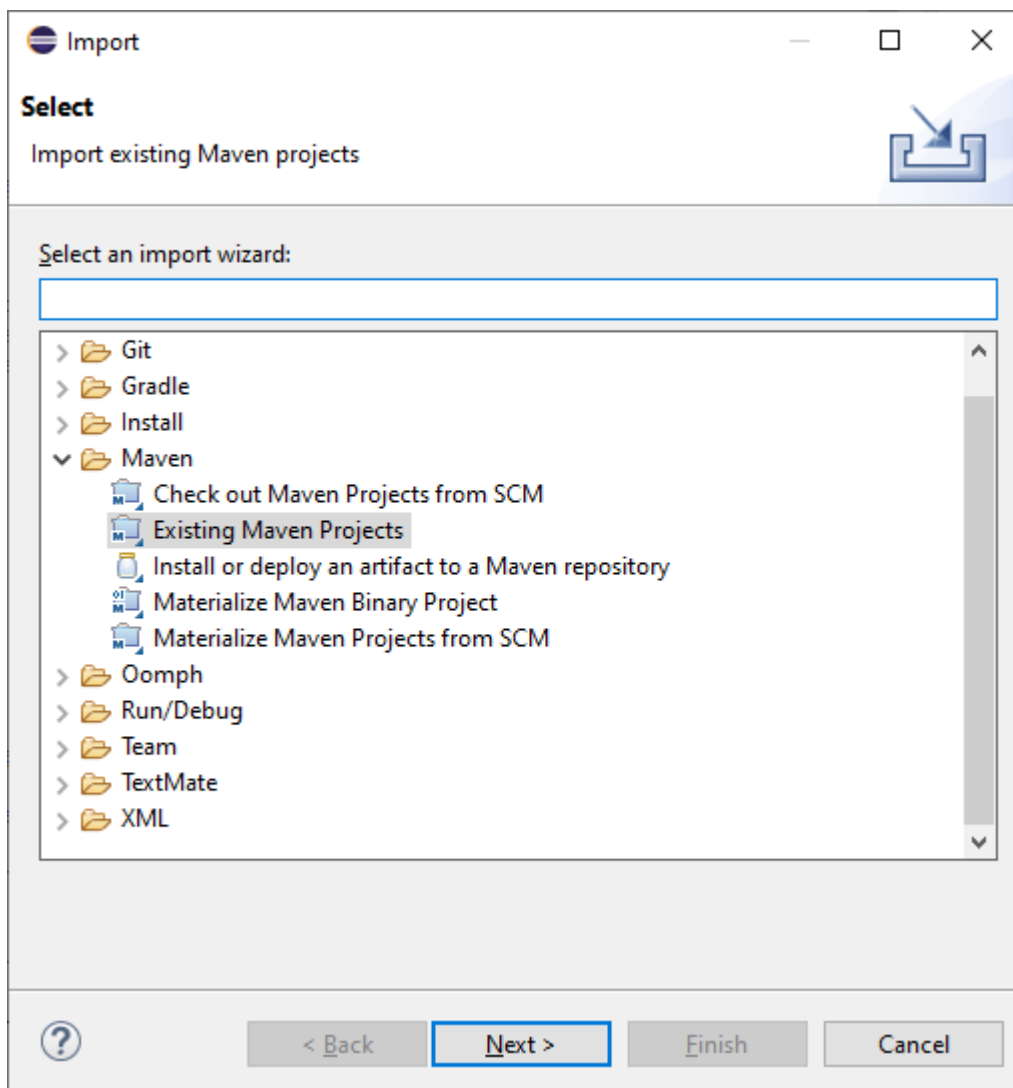 Import
Select
Import existing Maven projects
Select an import wizard:
Git
Gradle
Install
Maven
Check out Maven Projects from SCM
Existing Maven Projects
Install or deploy an artifact to a Maven repository
Materialize Maven Binary Project
Materialize Maven Projects from SCM
Oomph
Run/Debug
Team
TextMate
XML
? < Back Next > Finish Cancel